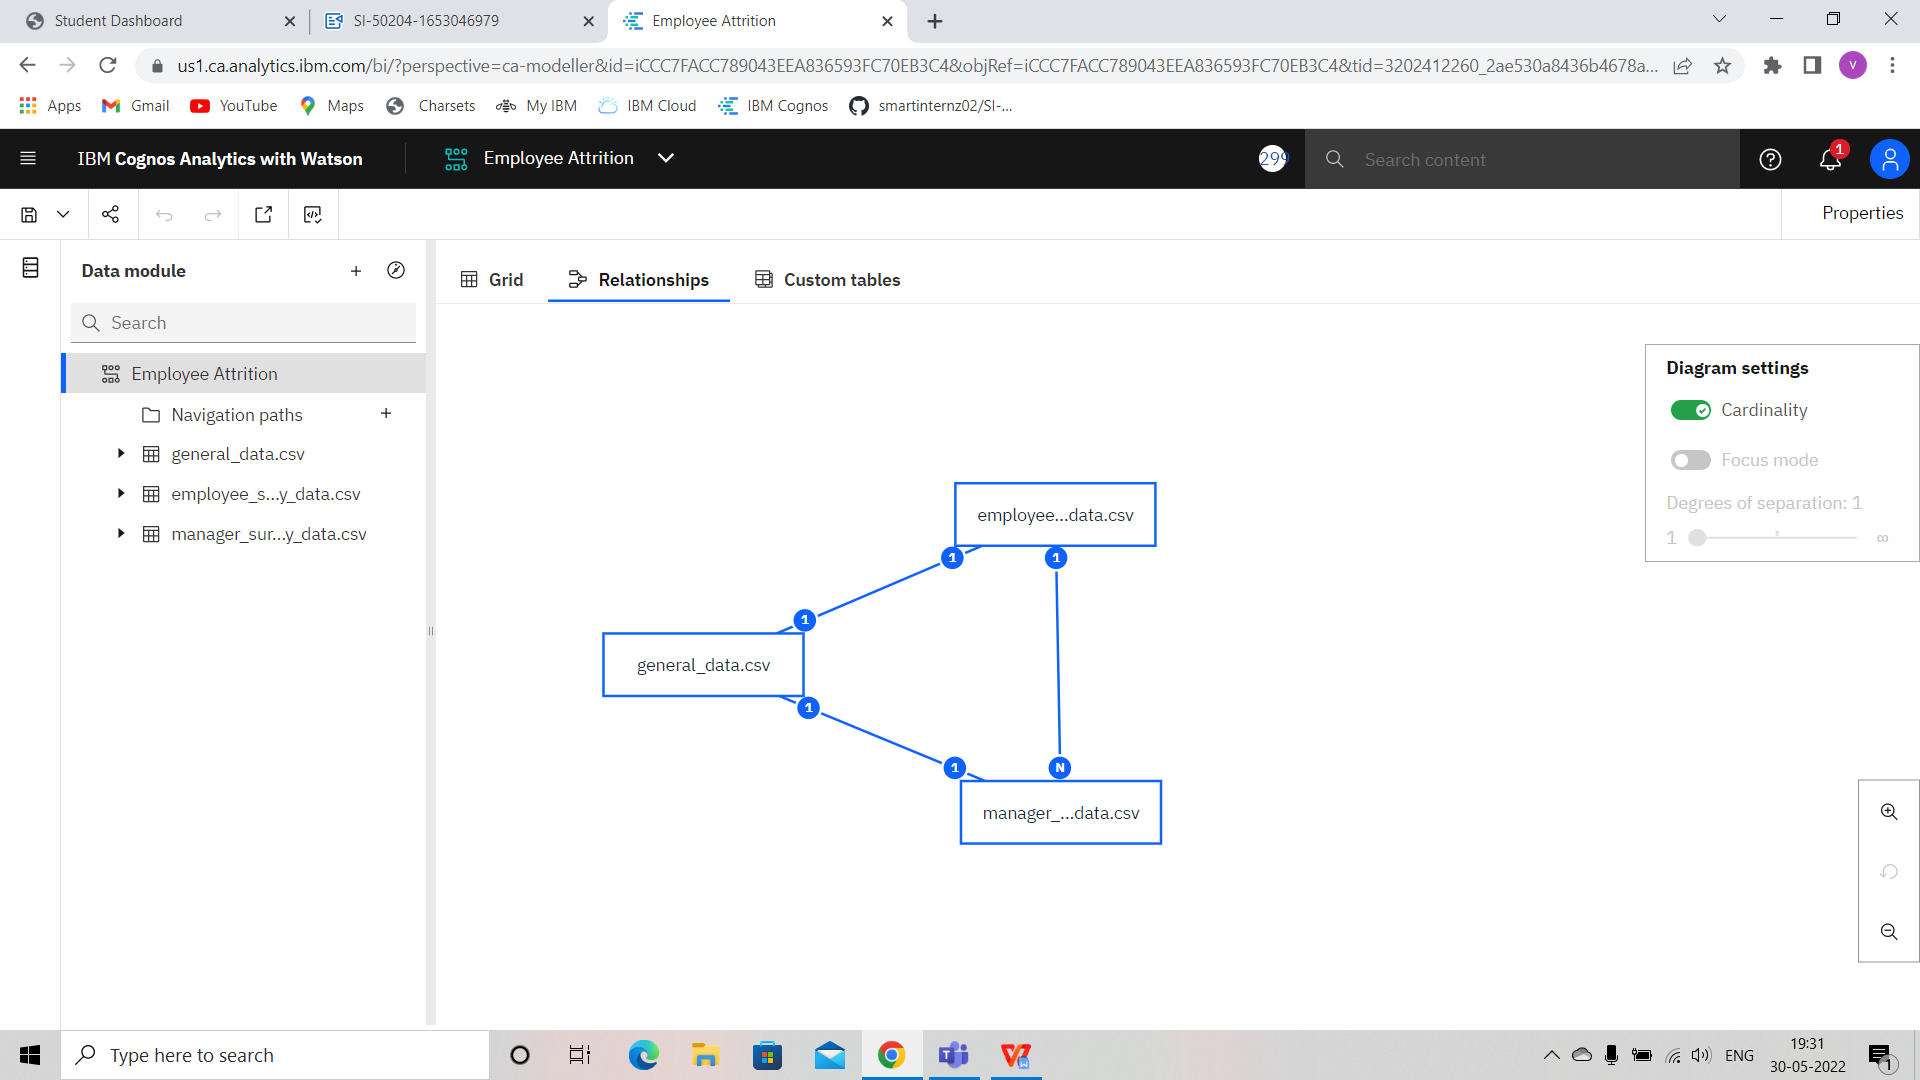 Student Dashboard
SI-50204-1653046979
Employee Attrition
us1.ca.analytics.ibm.com/bi/?perspective=ca-modeller&id=iCCC7FACC789043EEA836593FC70EB3C4&objRef=iCCC7FACC789043EEA836593FC70EB3C4&tid=3202412260_2ae530a8436b4678a...
V
Apps
Gmail
YouTube
Maps
Charsets
My IBM
IBM Cloud
IBM Cognos
smartinternz02/SI-...
IBM Cognos Analytics with Watson
Employee Attrition
299
Search content
1
Properties
Data module
Search
Employee Attrition
Navigation paths
general_data.csv
employee_s...y_data.csv
manager_sur...y_data.csv
Grid
Relationships
Custom tables
employee...data.csv
1
1
1
general_data.csv
1
1
N
manager_...data.csv
Diagram settings
Cardinality
Focus mode
Degrees of separation: 1
1
∞
Type here to search
ENG
19:31
30-05-2022
1